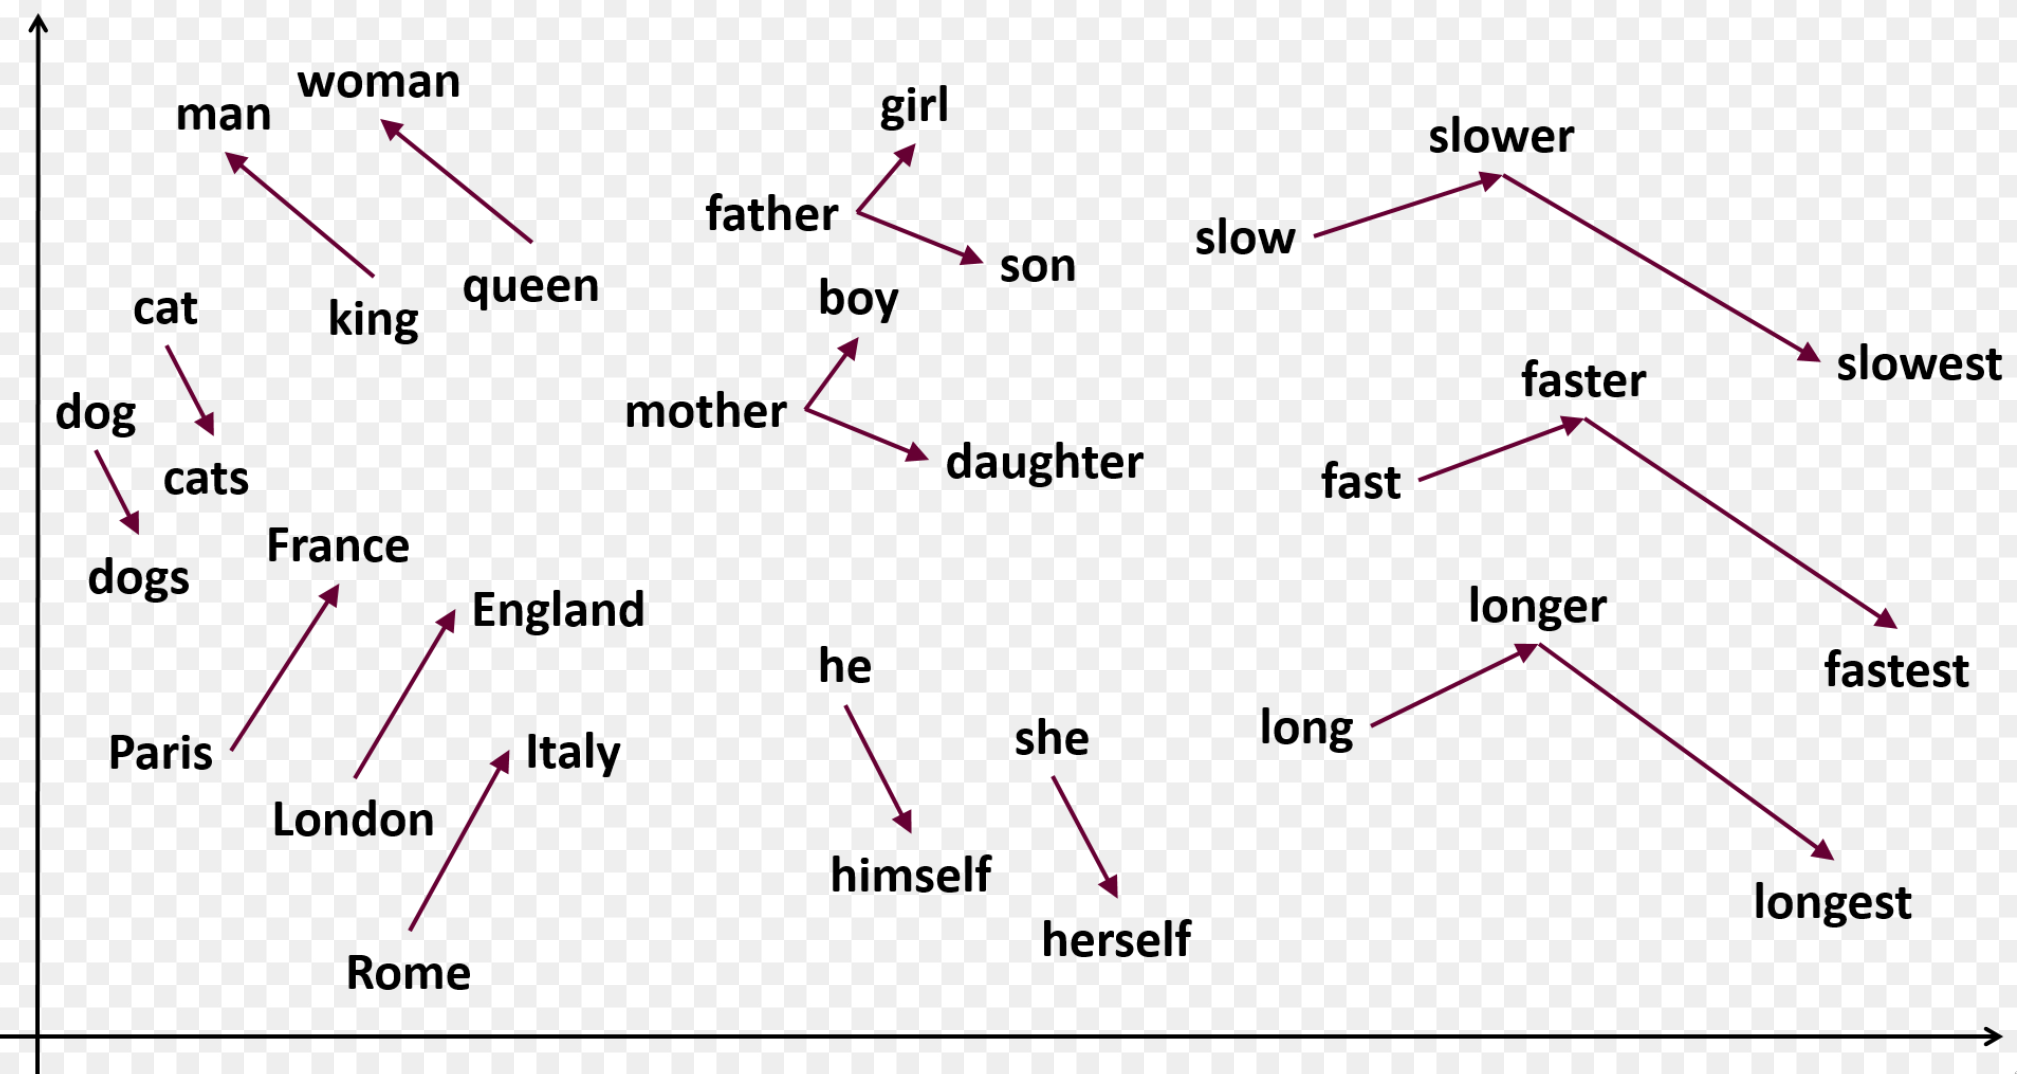 woman
man
queen
king
cat
dog
cats
dogs
France
England
Paris
London
Italy
Rome
girl
father
son
boy
mother
daughter
he
himself
she
herself
slower
slow
slowest
faster
fast
fastest
longer
long
longest